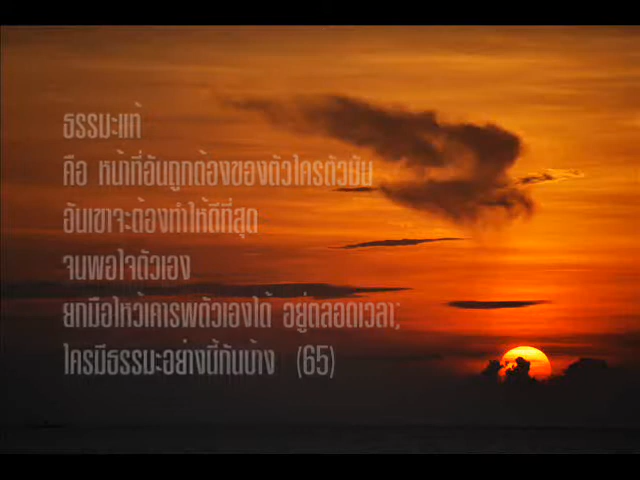 ธรรมะแท้
คือ หน้าที่อันถูกต้องของตัวใครตัวมัน
อันเขาจะต้องทำให้ดีที่สุด
จนพอใจตัวเอง
ยกมือไหว้เคารพตัวเองได้ อยู่ตลอดเวลา;
ใครมีธรรมะอย่างนี้กันบ้าง (65)